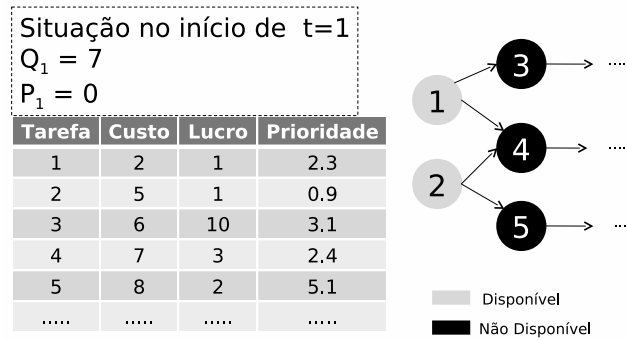 Situação no início de t=1
Q1 = 7
P1 = 0
Tarefa Custo Lucro Prioridade
1 2 1 2.3
2 5 1 0.9
3 6 10 3.1
4 7 3 2.4
5 8 2 5.1
..... ..... ..... .....
3 ....
1
4 ....
2
5 ...
Disponível
Não Disponível